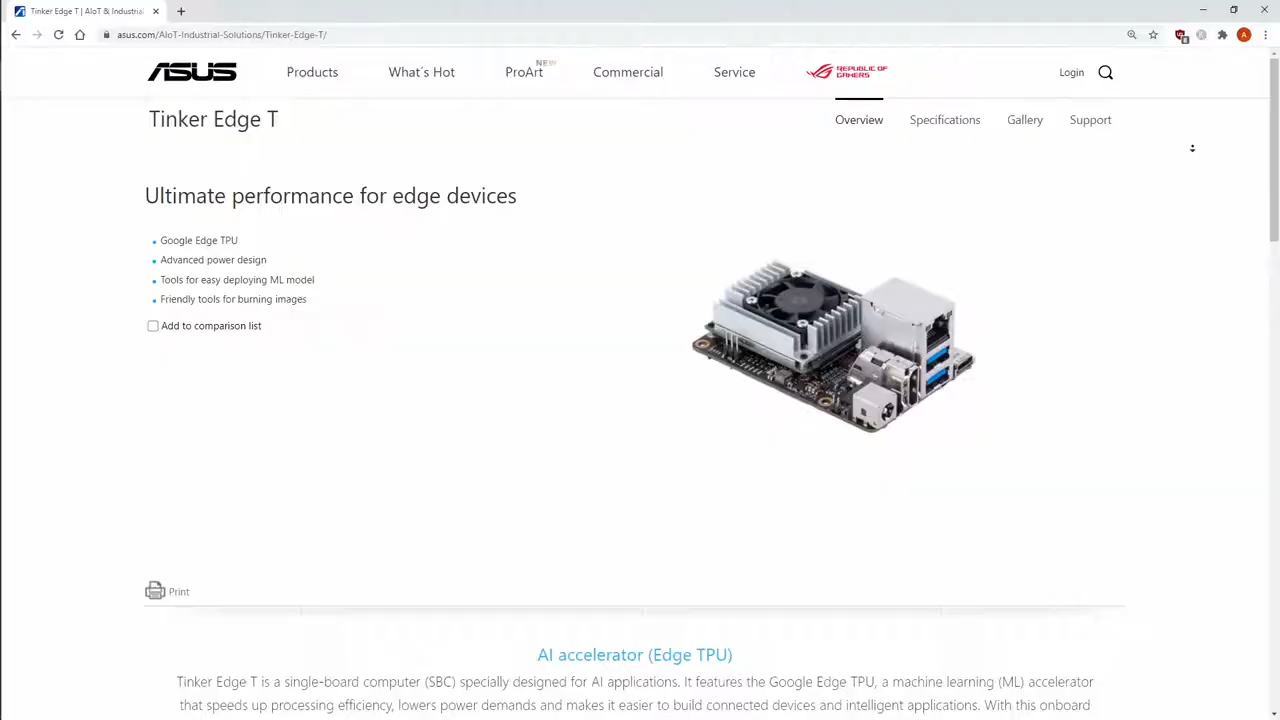 Tinker Edge T | AIoT & Industrial
asus.com/AIoT-Industrial-Solutions/Tinker-Edge-T/
A
ASUS
Products
What's Hot
ProArt
NEW
Commercial
Service
REPUBLIC OF
GAMERS
Login
Tinker Edge T
Overview
Specifications
Gallery
Support
Ultimate performance for edge devices
Google Edge TPU
Advanced power design
Tools for easy deploying ML model
Friendly tools for burning images
Add to comparison list
Print
AI accelerator (Edge TPU)
Tinker Edge T is a single-board computer (SBC) specially designed for AI applications. It features the Google Edge TPU, a machine learning (ML) accelerator
that speeds up processing efficiency, lowers power demands and makes it easier to build connected devices and intelligent applications. With this onboard